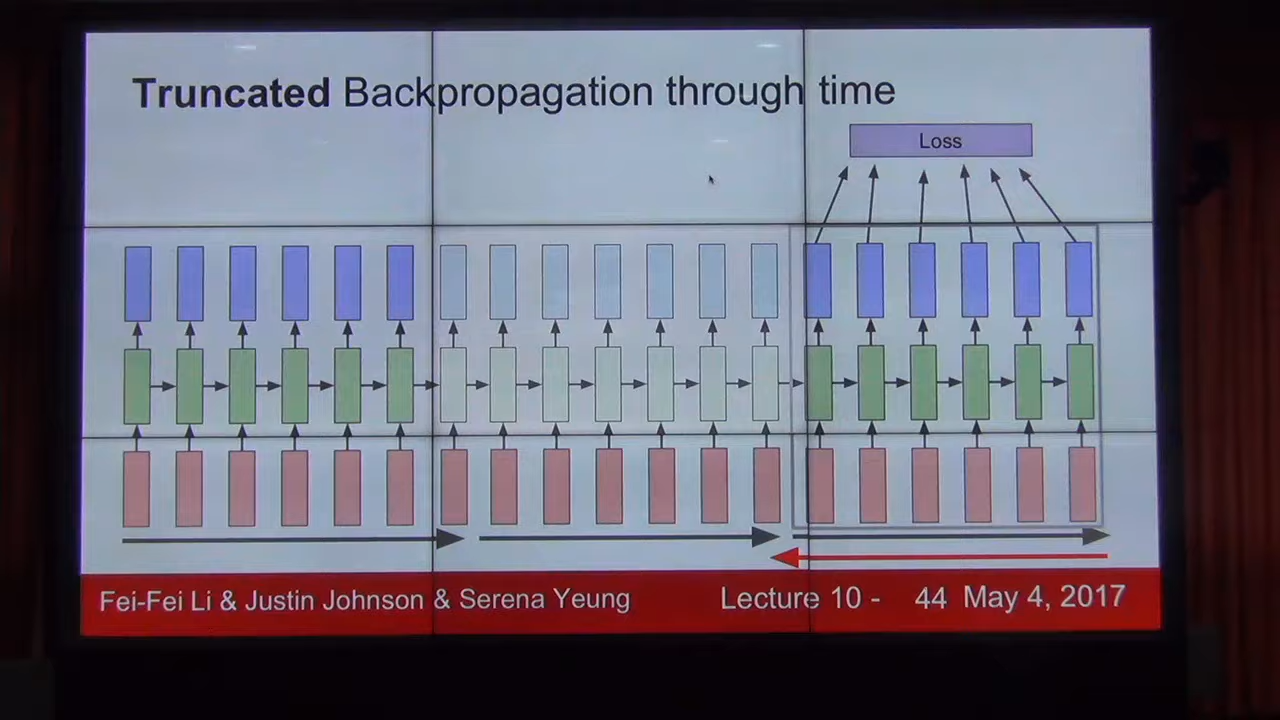 Truncated Backpropagation through time
Loss
Fei-Fei Li & Justin Johnson & Serena Yeung
Lecture 10 - 44 May 4, 2017